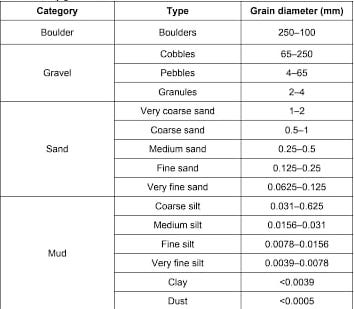 Category Type Grain diameter (mm)
Boulder Boulders 250–100
Gravel Cobbles 65–250
Pebbles 4–65
Granules 2–4
Sand Very coarse sand 1–2
Coarse sand 0.5–1
Medium sand 0.25–0.5
Fine sand 0.125–0.25
Very fine sand 0.0625–0.125
Mud Coarse silt 0.031–0.625
Medium silt 0.0156–0.031
Fine silt 0.0078–0.0156
Very fine silt 0.0039–0.0078
Clay <0.0039
Dust <0.0005